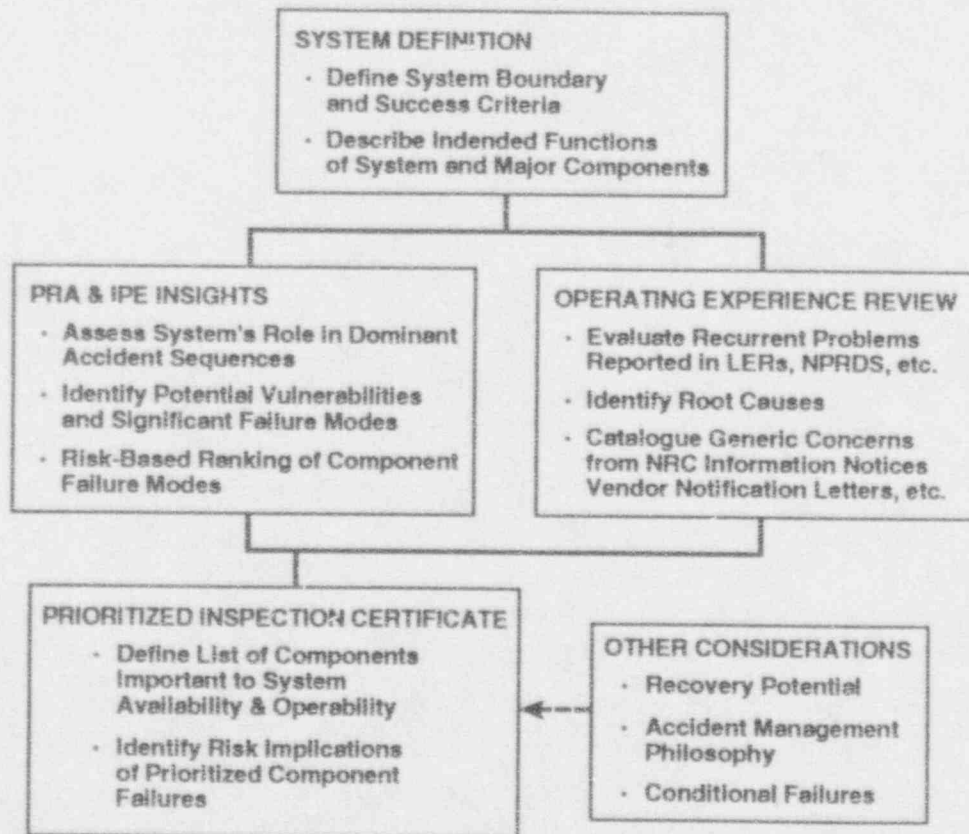 SYSTEM DEFINITION
· Define System Boundary
and Success Criteria
· Describe Indended Functions
of System and Major Components
PRA & IPE INSIGHTS
· Assess System's Role in Dominant
Accident Sequences
· Identify Potential Vulnerabilities
and Significant Failure Modes
· Risk-Based Ranking of Component
Failure Modes
OPERATING EXPERIENCE REVIEW
· Evaluate Recurrent Problems
Reported in LERs, NPRDS, etc.
· Identify Root Causes
· Catalogue Generic Concerns
from NRC Information Notices
Vendor Notification Letters, etc.
PRIORITIZED INSPECTION CERTIFICATE
· Define List of Components
Important to System
Availability & Operability
· Identify Risk Implications
of Prioritized Component
Failures
OTHER CONSIDERATIONS
· Recovery Potential
· Accident Management
Philosophy
· Conditional Failures